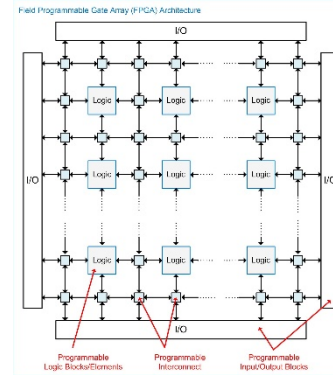 Field Programmable Gate Array (FPGA) Architecture
I/O
Logic Logic Logic
I/O I/O
Logic Logic Logic
Logic Logic Logic
I/O
Programmable Logic Blocks/Elements
Programmable Interconnect
Programmable Input/Output Blocks